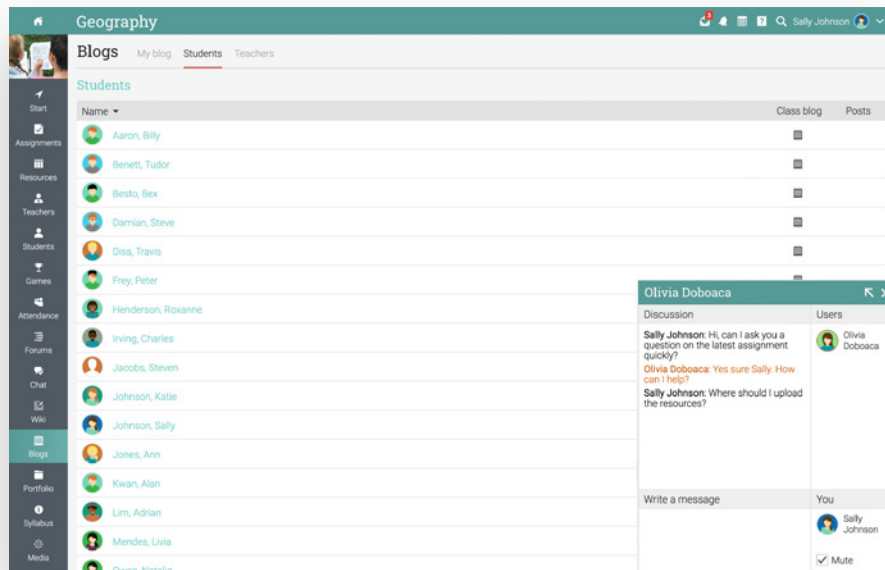 Geography
3
?
Sally Johnson
Blogs
My blog
Students
Teachers
Students
Name
Class blog
Posts
Start
Assignments
Resources
Teachers
Students
Games
Attendance
Forums
Chat
Wiki
Blogs
Portfolio
Syllabus
Media
Aaron, Billy
Benett, Tudor
Besto, Bex
Damian, Steve
Diss, Travis
Frey, Peter
Henderson, Roxanne
Irving, Charles
Jacobs, Steven
Johnson, Katie
Johnson, Sally
Jones, Ann
Kwan, Alan
Lim, Adrian
Mendes, Livia
Olivia Doboaca
Discussion
Users
Sally Johnson: Hi, can I ask you a
question on the latest assignment
quickly?
Olivia Doboaca: Yes sure Sally. How
can I help?
Sally Johnson: Where should I upload
the resources?
Olivia
Doboaca
Write a message
You
Sally
Johnson
Mute